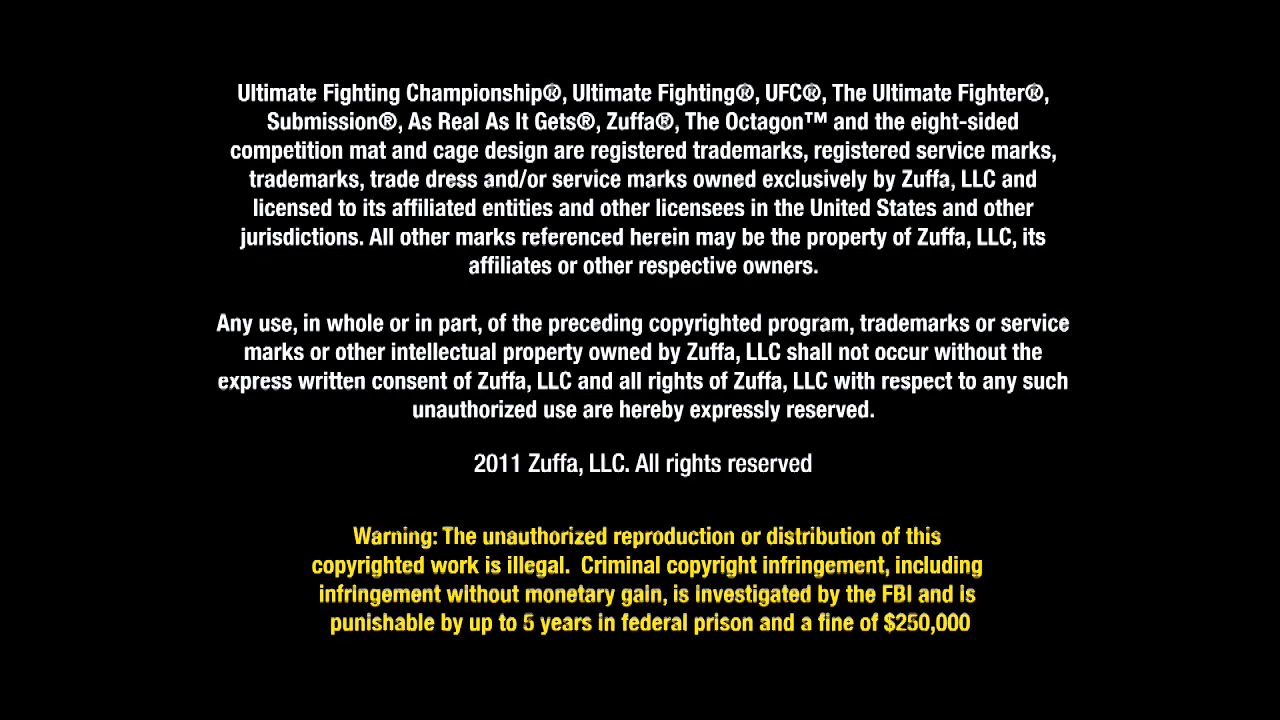 Ultimate Fighting Championship®, Ultimate Fighting®, UFC®, The Ultimate Fighter®,
Submission®, As Real As It Gets®, Zuffa®, The Octagon™ and the eight-sided
competition mat and cage design are registered trademarks, registered service marks,
trademarks, trade dress and/or service marks owned exclusively by Zuffa, LLC and
licensed to its affiliated entities and other licensees in the United States and other
jurisdictions. All other marks referenced herein may be the property of Zuffa, LLC, its
affiliates or other respective owners.
Any use, in whole or in part, of the preceding copyrighted program, trademarks or service
marks or other intellectual property owned by Zuffa, LLC shall not occur without the
express written consent of Zuffa, LLC and all rights of Zuffa, LLC with respect to any such
unauthorized use are hereby expressly reserved.
2011 Zuffa, LLC. All rights reserved
Warning: The unauthorized reproduction or distribution of this
copyrighted work is illegal.  Criminal copyright infringement, including
infringement without monetary gain, is investigated by the FBI and is
punishable by up to 5 years in federal prison and a fine of $250,000